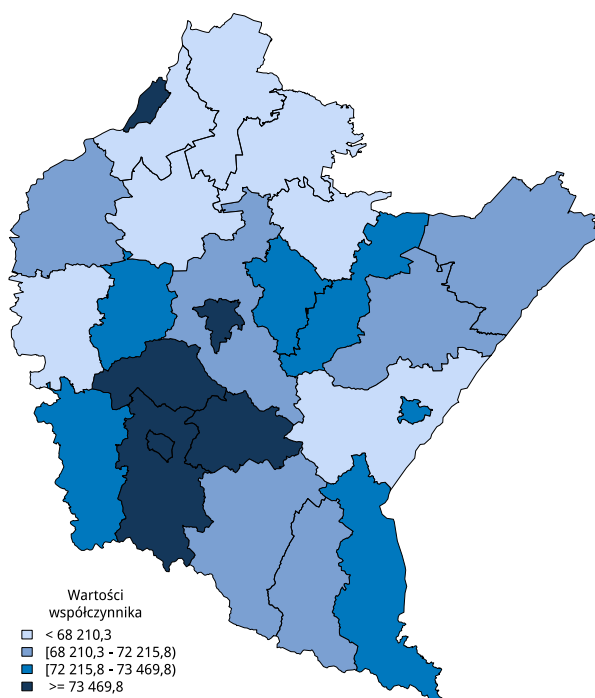 Wartości
współczynnika
< 68 210,3
[68 210,3 - 72 215,8)
[72 215,8 - 73 469,8)
>= 73 469,8